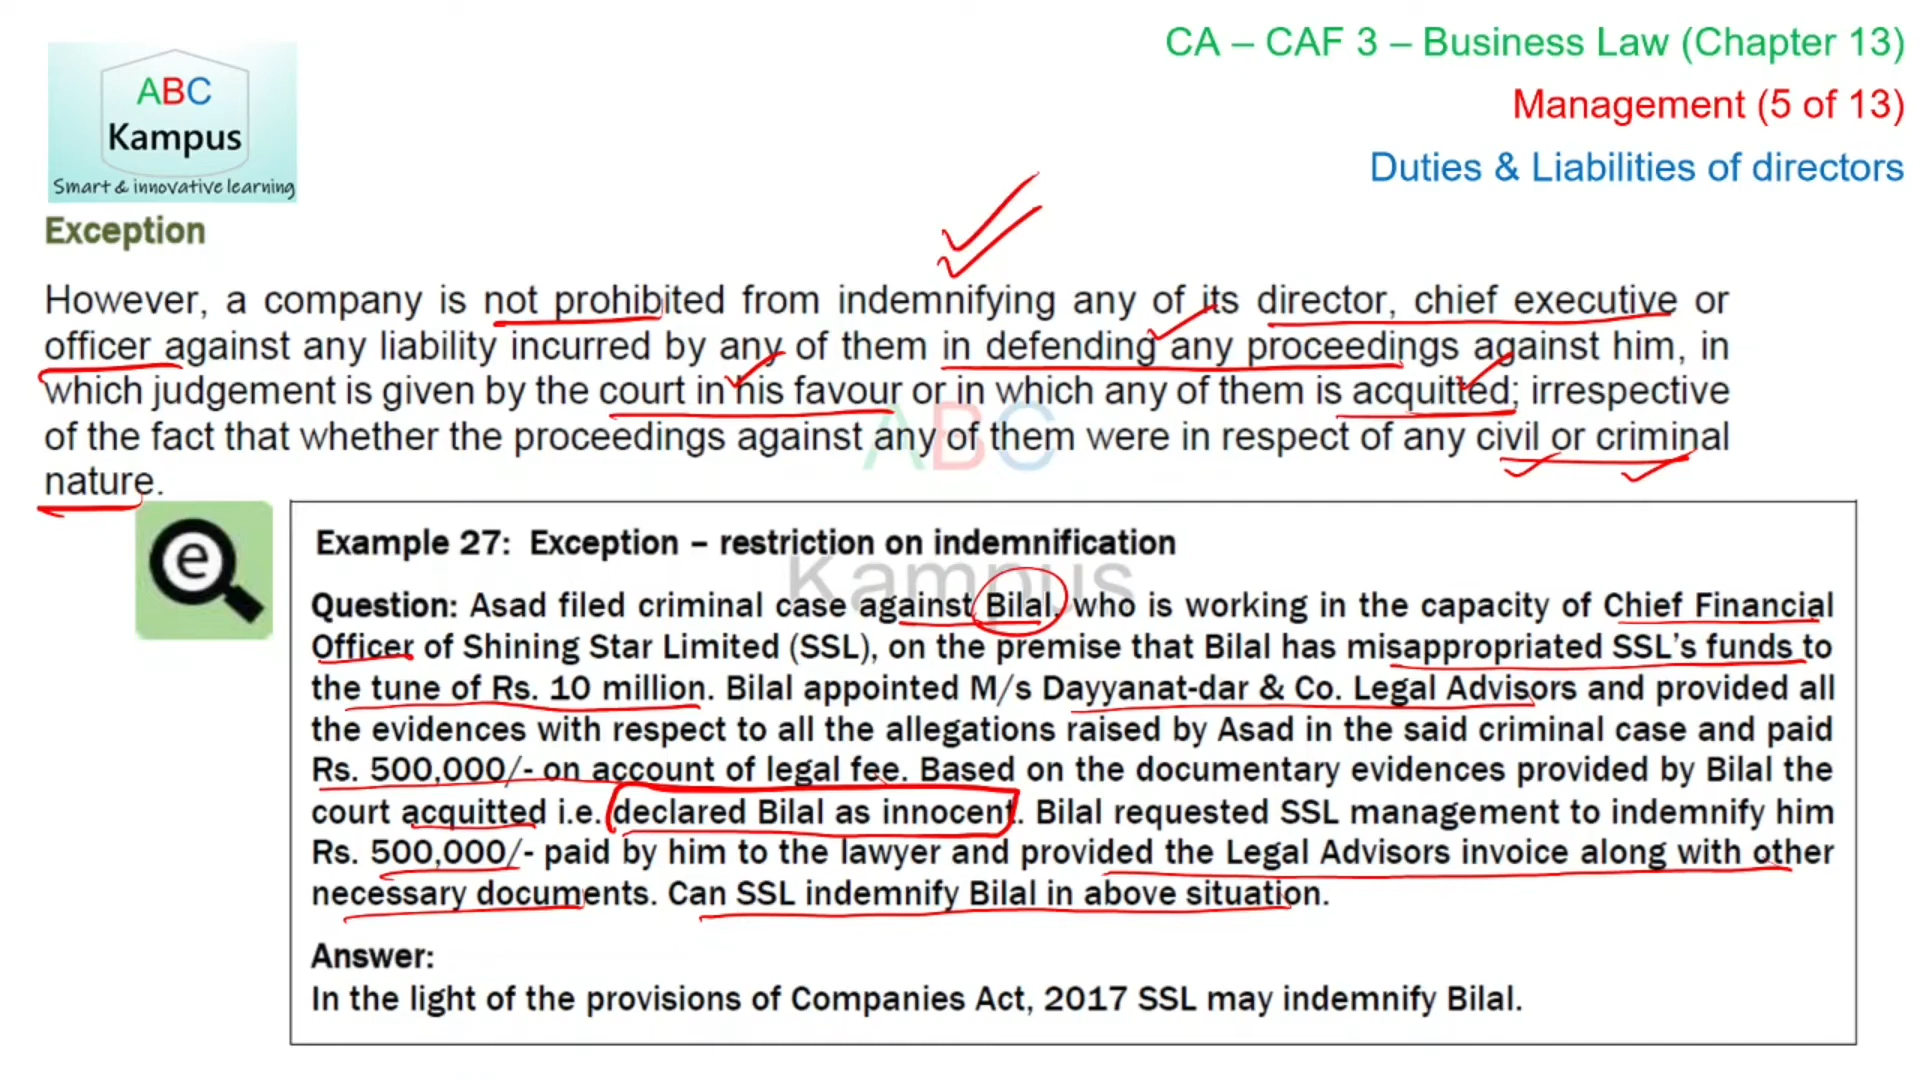 CA – CAF 3 – Business Law (Chapter 13)
ABC
Kampus
Smart & innovative learning
Management (5 of 13)
Duties & Liabilities of directors
Exception
However, a company is not prohibited from indemnifying any of its director, chief executive or
officer against any liability incurred by any of them in defending any proceedings against him, in
which judgement is given by the court in his favour or in which any of them is acquitted; irrespective
of the fact that whether the proceedings against any of them were in respect of any civil or criminal
nature.
ABC
Kampus
e
Example 27: Exception – restriction on indemnification
Question: Asad filed criminal case against Bilal, who is working in the capacity of Chief Financial
Officer of Shining Star Limited (SSL), on the premise that Bilal has misappropriated SSL's funds to
the tune of Rs. 10 million. Bilal appointed M/s Dayyanat-dar & Co. Legal Advisors and provided all
the evidences with respect to all the allegations raised by Asad in the said criminal case and paid
Rs. 500,000/- on account of legal fee. Based on the documentary evidences provided by Bilal the
court acquitted i.e. declared Bilal as innocent. Bilal requested SSL management to indemnify him
Rs. 500,000/- paid by him to the lawyer and provided the Legal Advisors invoice along with other
necessary documents. Can SSL indemnify Bilal in above situation.
Answer:
In the light of the provisions of Companies Act, 2017 SSL may indemnify Bilal.